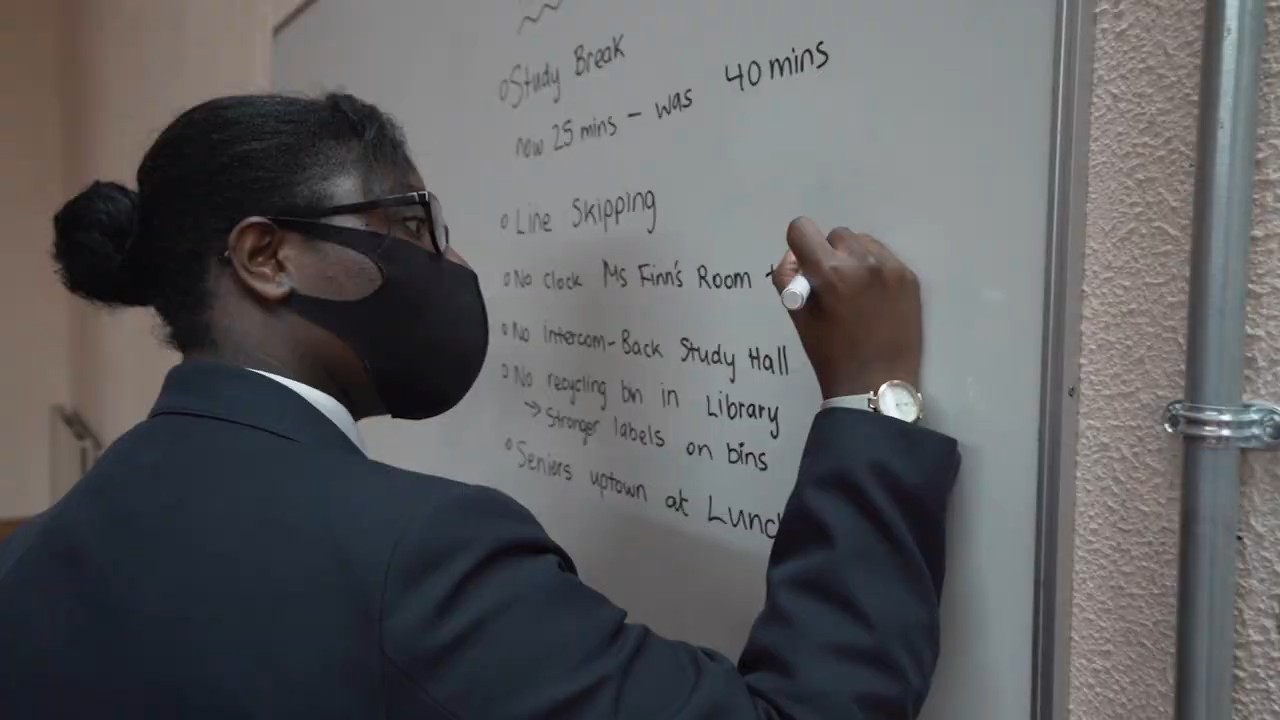 Study Break
now 25 mins - was 40 mins
Line Skipping
No clock Ms Finn's Room
No Intercom-Back Study Hall
No recycling bin in Library
→ Stronger labels on bins
Seniors uptown at Lunch